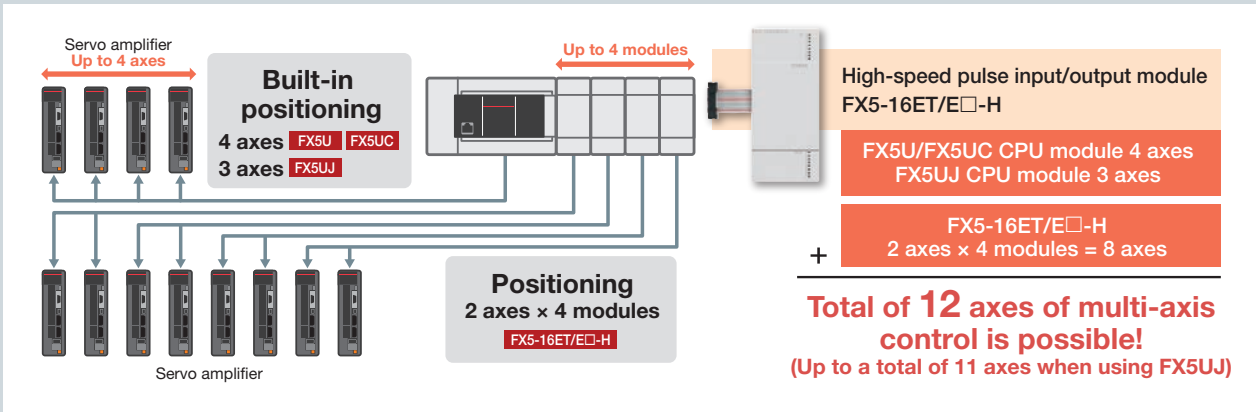 Servo amplifier
Up to 4 axes
Built-in
positioning
4 axes FX5U FX5UC
3 axes FX5UJ
Up to 4 modules
High-speed pulse input/output module
FX5-16ET/E□-H
FX5U/FX5UC CPU module 4 axes
FX5UJ CPU module 3 axes
FX5-16ET/E□-H
2 axes × 4 modules = 8 axes
+
Total of 12 axes of multi-axis
control is possible!
(Up to a total of 11 axes when using FX5UJ)
Positioning
2 axes × 4 modules
FX5-16ET/E□-H
Servo amplifier